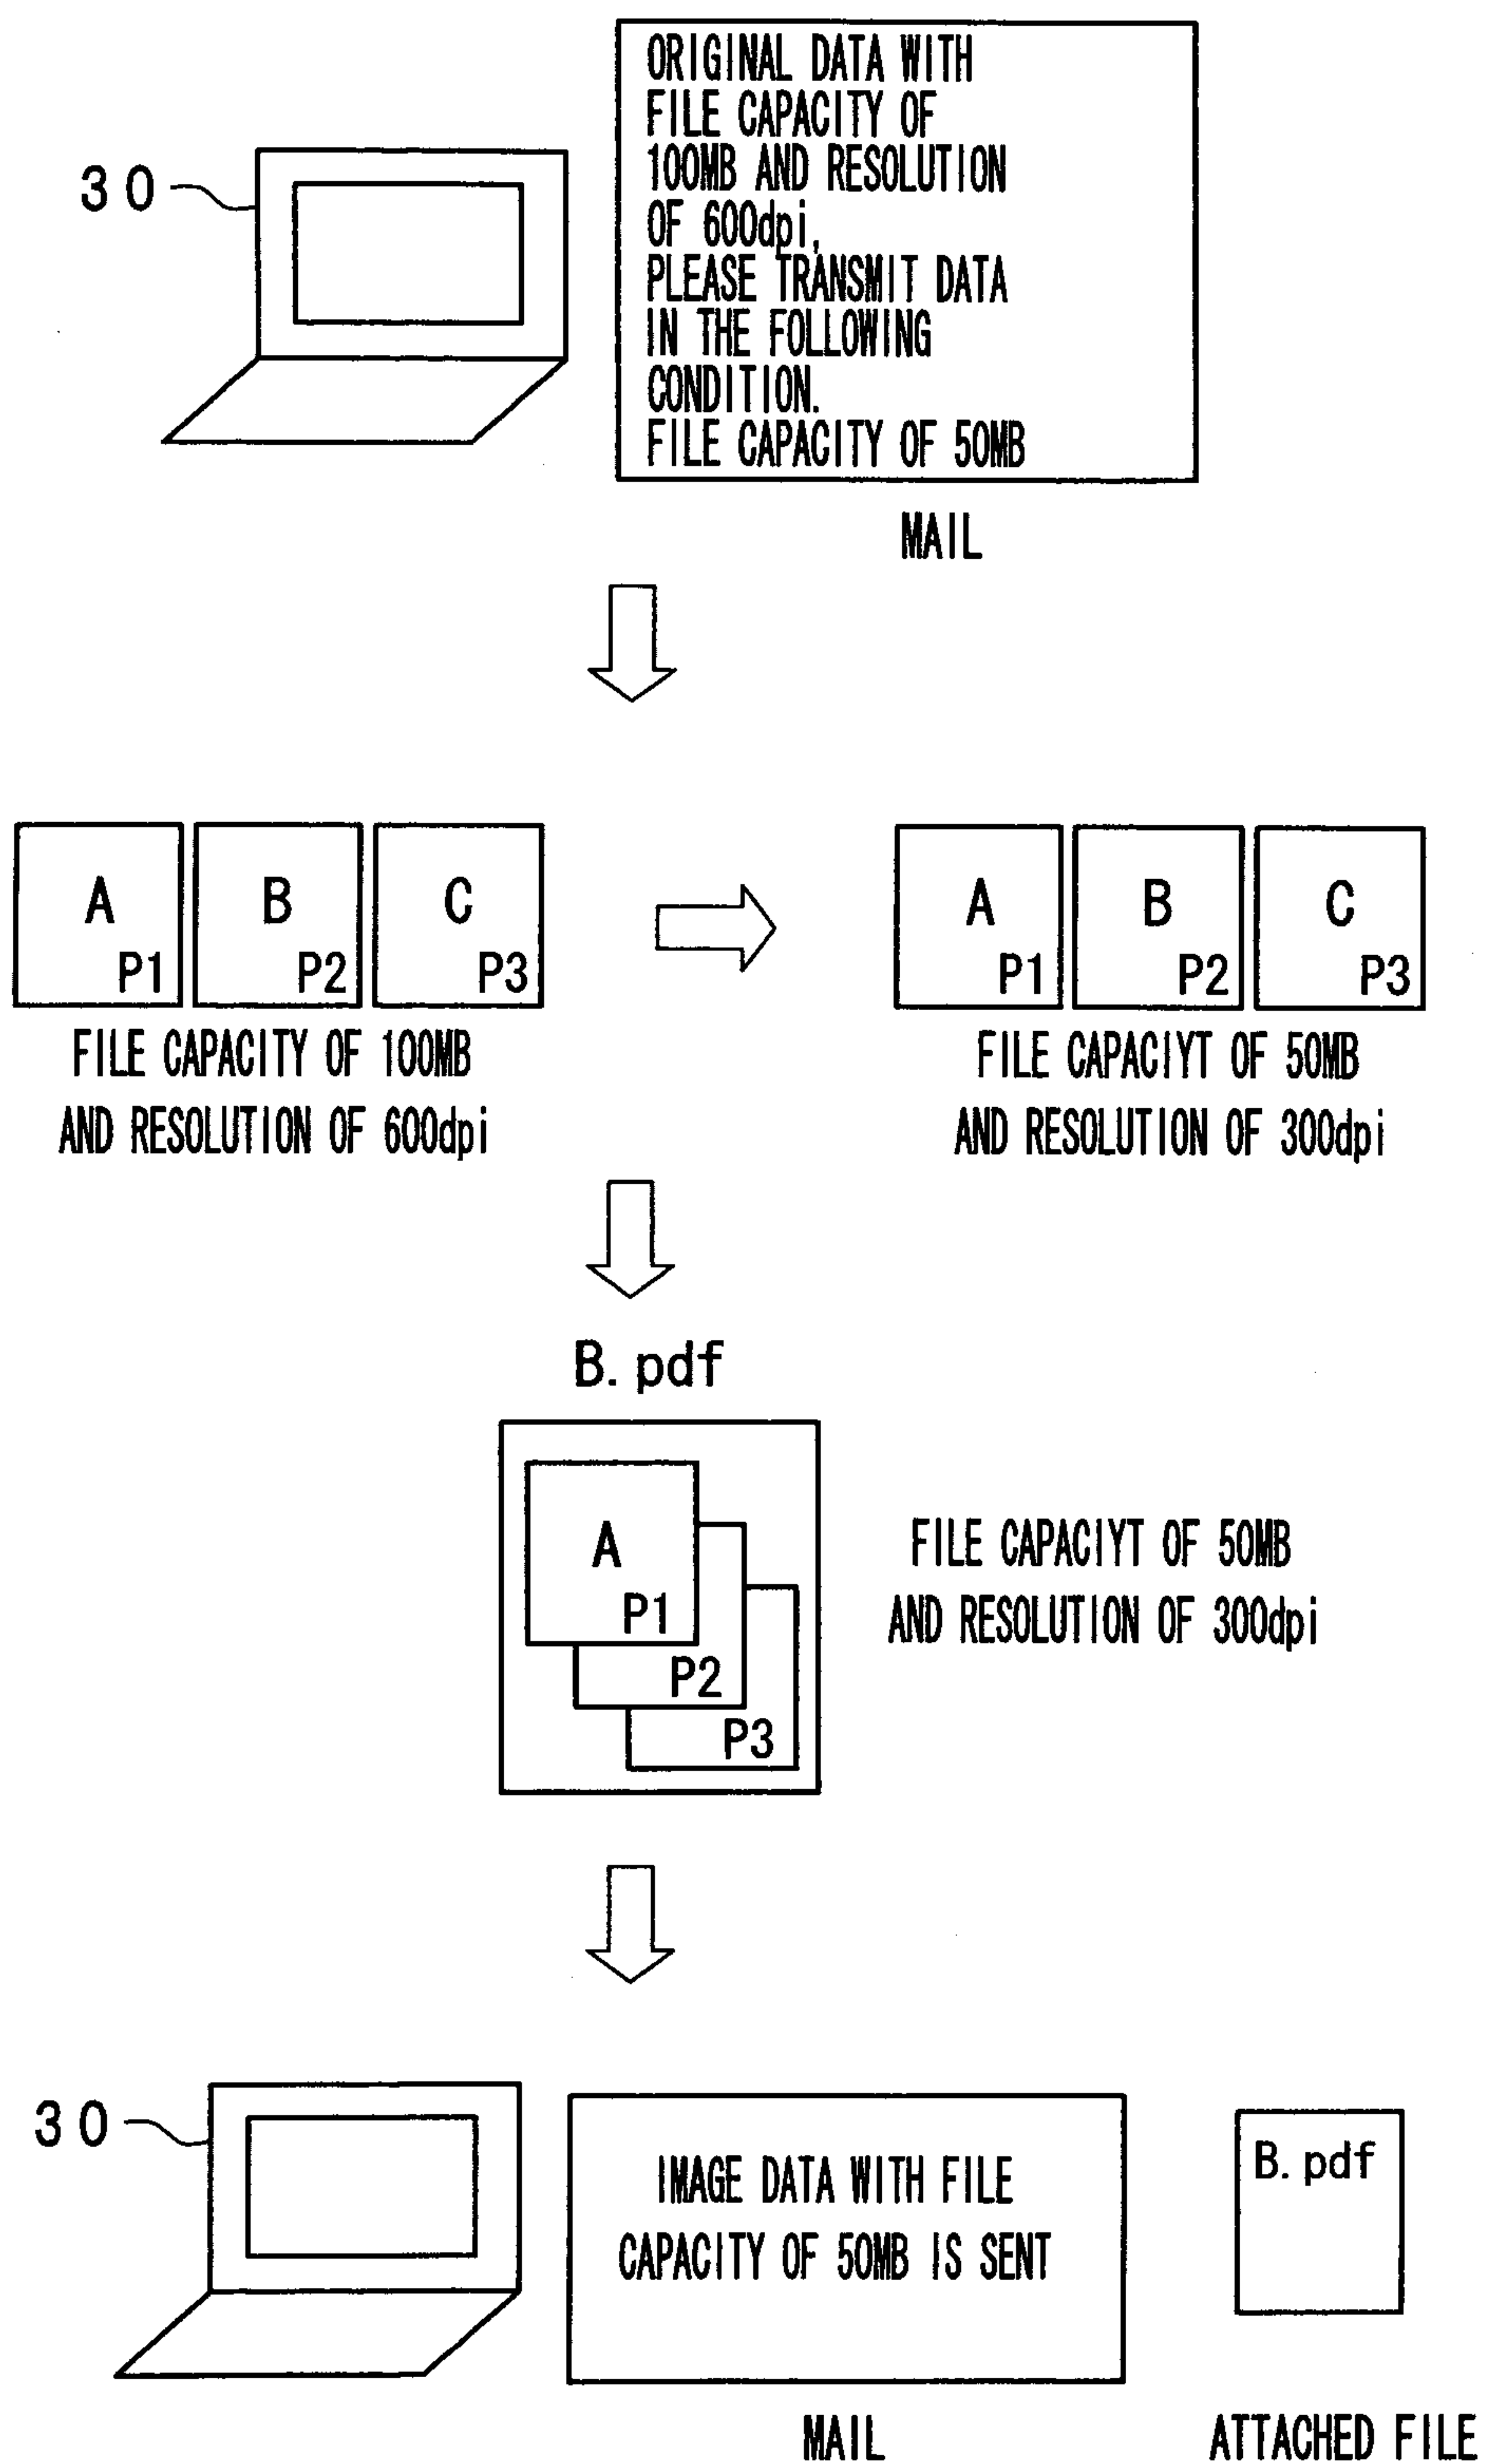 ORIGINAL DATA WITH
FILE CAPACITY OF
100MB AND RESOLUTION
OF 600dpi,
PLEASE TRANSMIT DATA
IN THE FOLLOWING
CONDITION.
FILE CAPACITY OF 50MB
30
MAIL
A
P1
B
P2
C
P3
FILE CAPACITY OF 100MB
AND RESOLUTION OF 600dpi
A
P1
B
P2
C
P3
FILE CAPACIYT OF 50MB
AND RESOLUTION OF 300dpi
B.pdf
A
P1
P2
P3
FILE CAPACIYT OF 50MB
AND RESOLUTION OF 300dpi
30
IMAGE DATA WITH FILE
CAPACITY OF 50MB IS SENT
MAIL
B.pdf
ATTACHED FILE